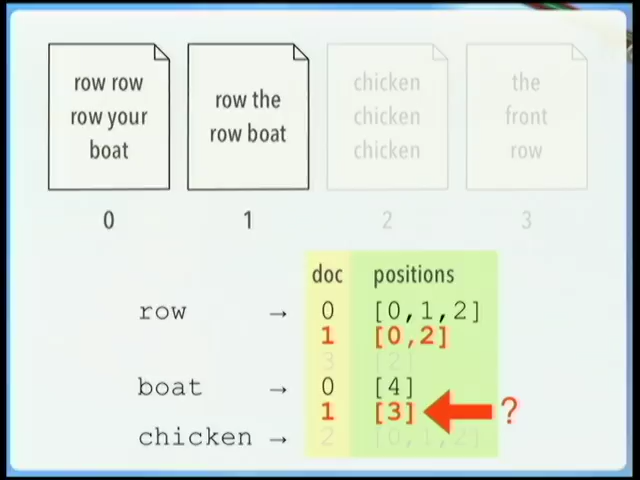 row row
row your
boat
row the
row boat
chicken
chicken
chicken
the
front
row
0
1
2
3
doc positions
row → 0 [0,1,2]
1 [0,2]
3 [2]
boat → 0 [4]
1 [3] ?
chicken → 2 [0,1,2]